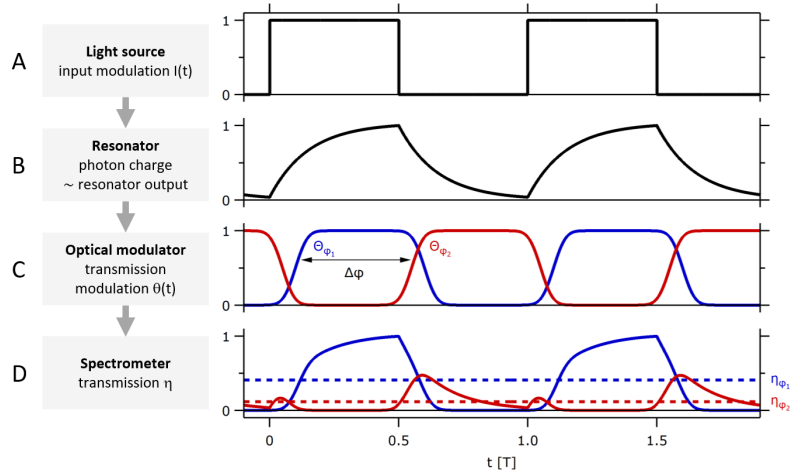 A
Light source
input modulation I(t)
1
0
B
Resonator
photon charge
~ resonator output
1
0
C
Optical modulator
transmission
modulation θ(t)
1
0
Θφ₁
Θφ₂
Δφ
D
Spectrometer
transmission η
1
0
ηφ₁
ηφ₂
0
0.5
1.0
1.5
t [T]